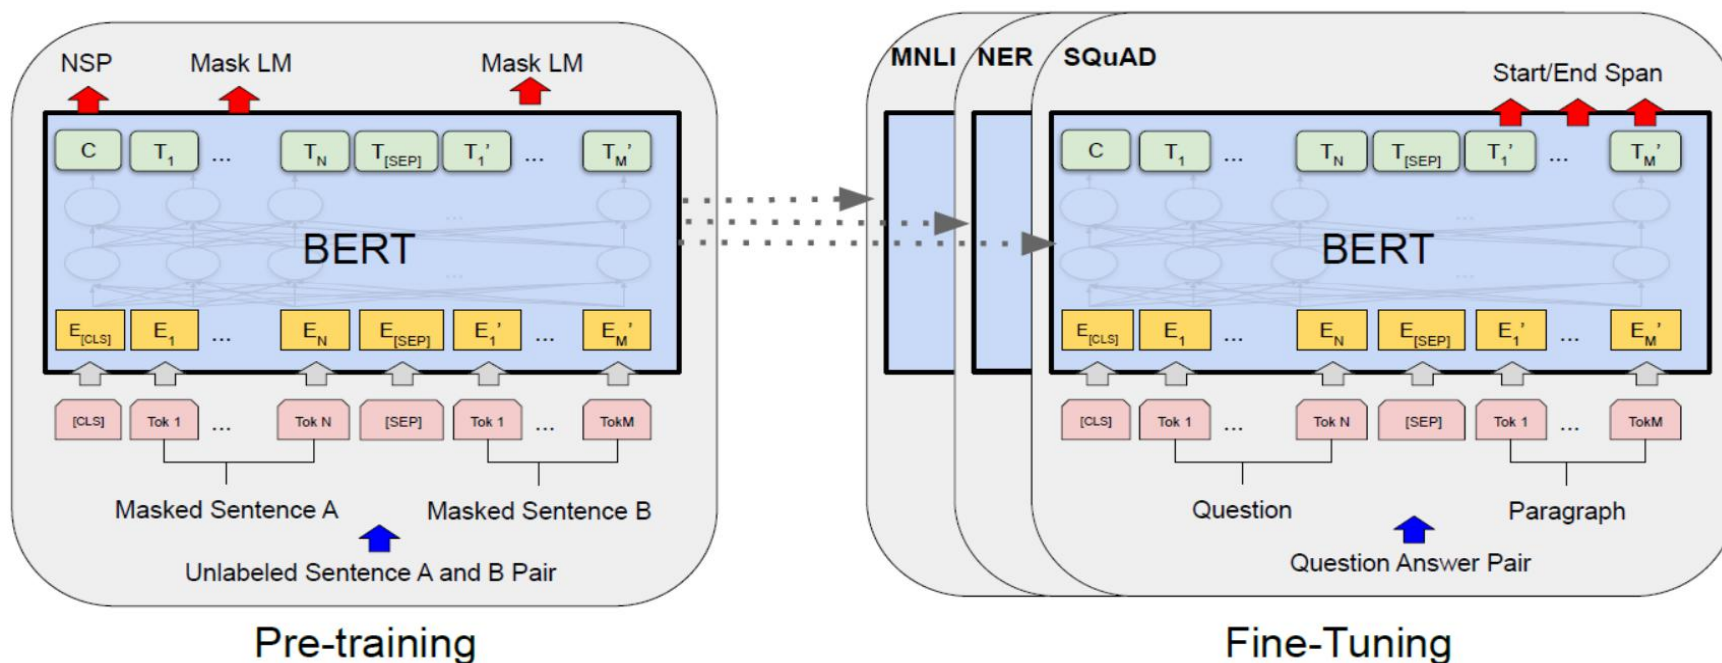 NSP Mask LM Mask LM
C T1 ... TN T[SEP] T1' ... TM'
...
BERT
...
E[CLS] E1 ... EN E[SEP] E1' ... EM'
[CLS] Tok 1 ... Tok N [SEP] Tok 1 ... TokM
Masked Sentence A Masked Sentence B
Unlabeled Sentence A and B Pair
Pre-training
MNLI NER SQuAD
Start/End Span
C T1 ... TN T[SEP] T1' ... TM'
...
BERT
...
E[CLS] E1 ... EN E[SEP] E1' ... EM'
[CLS] Tok 1 ... Tok N [SEP] Tok 1 ... TokM
Question Paragraph
Question Answer Pair
Fine-Tuning